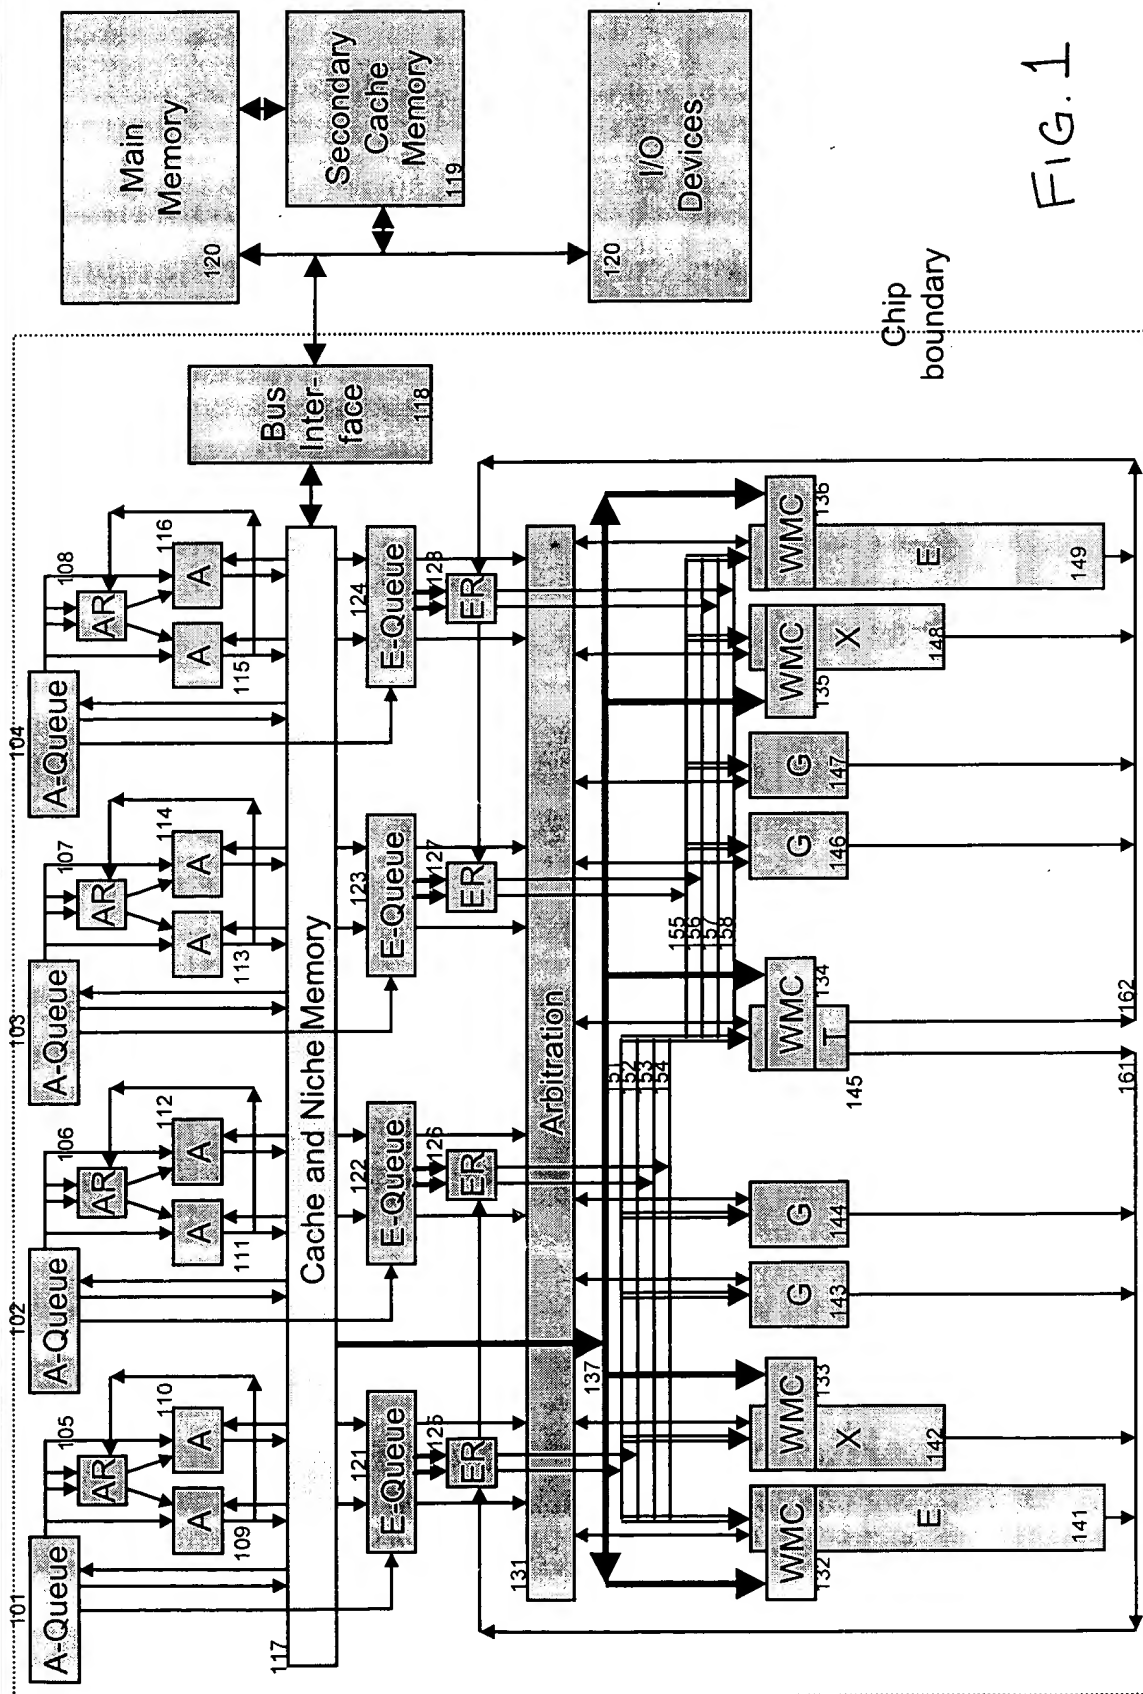 FIG. 1
101
A-Queue
102
A-Queue
103
A-Queue
104
A-Queue
105
AR
106
AR
107
AR
108
AR
A
109
A
110
A
111
A
112
A
113
A
114
A
115
A
116
117
Cache and Niche Memory
Bus
Inter-
face
118
Main
Memory
120
Secondary
Cache
Memory
119
I/O
Devices
120
Chip
boundary
121
E-Queue
122
E-Queue
123
E-Queue
124
E-Queue
125
ER
126
ER
127
ER
128
ER
131
Arbitration
137
151
152
153
154
155
156
157
158
WMC
132
E
141
WMC
133
X
142
G
143
G
144
WMC
134
T
145
G
146
G
147
WMC
135
X
148
WMC
136
E
149
161
162